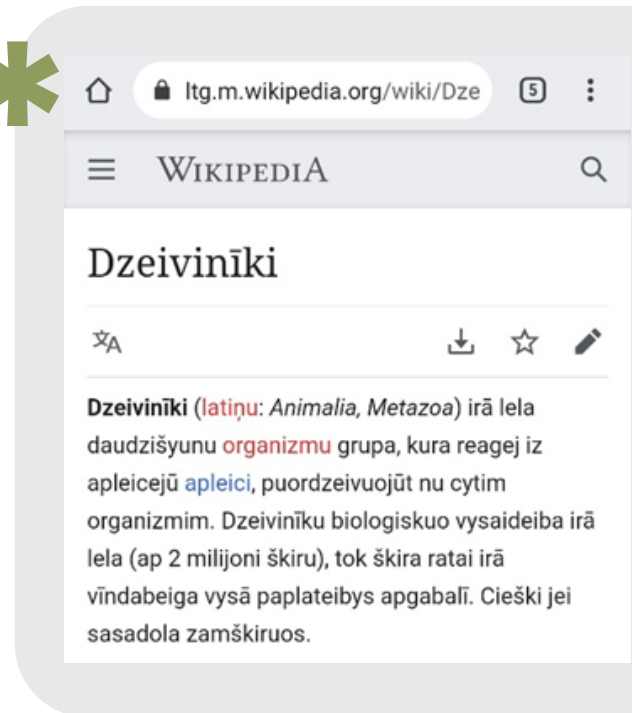 ltg.m.wikipedia.org/wiki/Dze 5
WIKIPEDIA
Dzeivinīki
Dzeivinīki (latiņu: Animalia, Metazoa) irā lela
daudzišyunu organizmu grupa, kura reagej iz
apleicejū apleici, puordzeivuojūt nu cytim
organizmim. Dzeivinīku biologiskuo vysaideiba irā
lela (ap 2 milijoni škiru), tok škira ratai irā
vīndabeiga vysā paplateibys apgabalī. Cieški jei
sasadola zamškiruos.